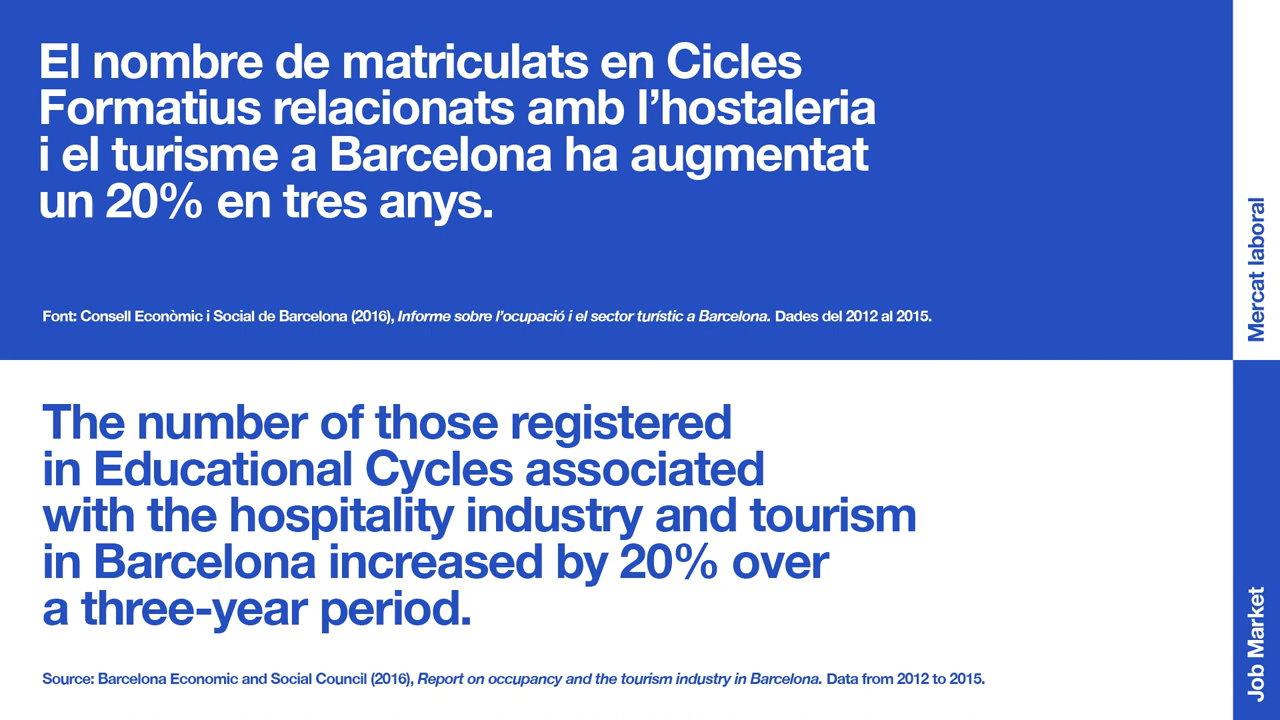 El nombre de matriculats en Cicles
Formatius relacionats amb l’hostaleria
i el turisme a Barcelona ha augmentat
un 20% en tres anys.
Font: Consell Econòmic i Social de Barcelona (2016), Informe sobre l’ocupació i el sector turístic a Barcelona. Dades del 2012 al 2015.
Mercat laboral
The number of those registered
in Educational Cycles associated
with the hospitality industry and tourism
in Barcelona increased by 20% over
a three-year period.
Source: Barcelona Economic and Social Council (2016), Report on occupancy and the tourism industry in Barcelona. Data from 2012 to 2015.
Job Market